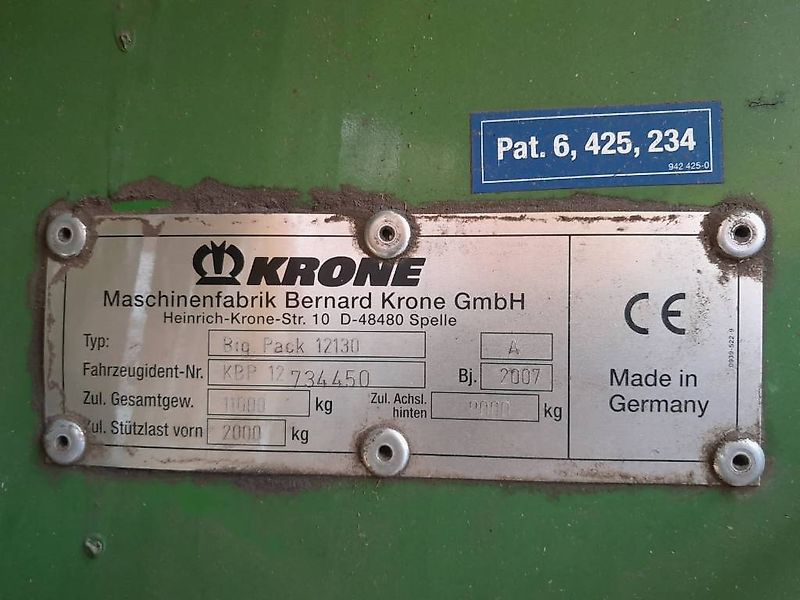 Pat. 6, 425, 234
942 425-0
KRONE
Maschinenfabrik Bernard Krone GmbH
Heinrich-Krone-Str. 10 D-48480 Spelle
Typ: Big Pack 12130 A
Fahrzeugident-Nr. KBP 12 734450 Bj. 2007
Zul. Gesamtgew. 11000 kg Zul. Achsl. hinten 9000 kg
Zul. Stützlast vorn 2000 kg
CE
Made in
Germany